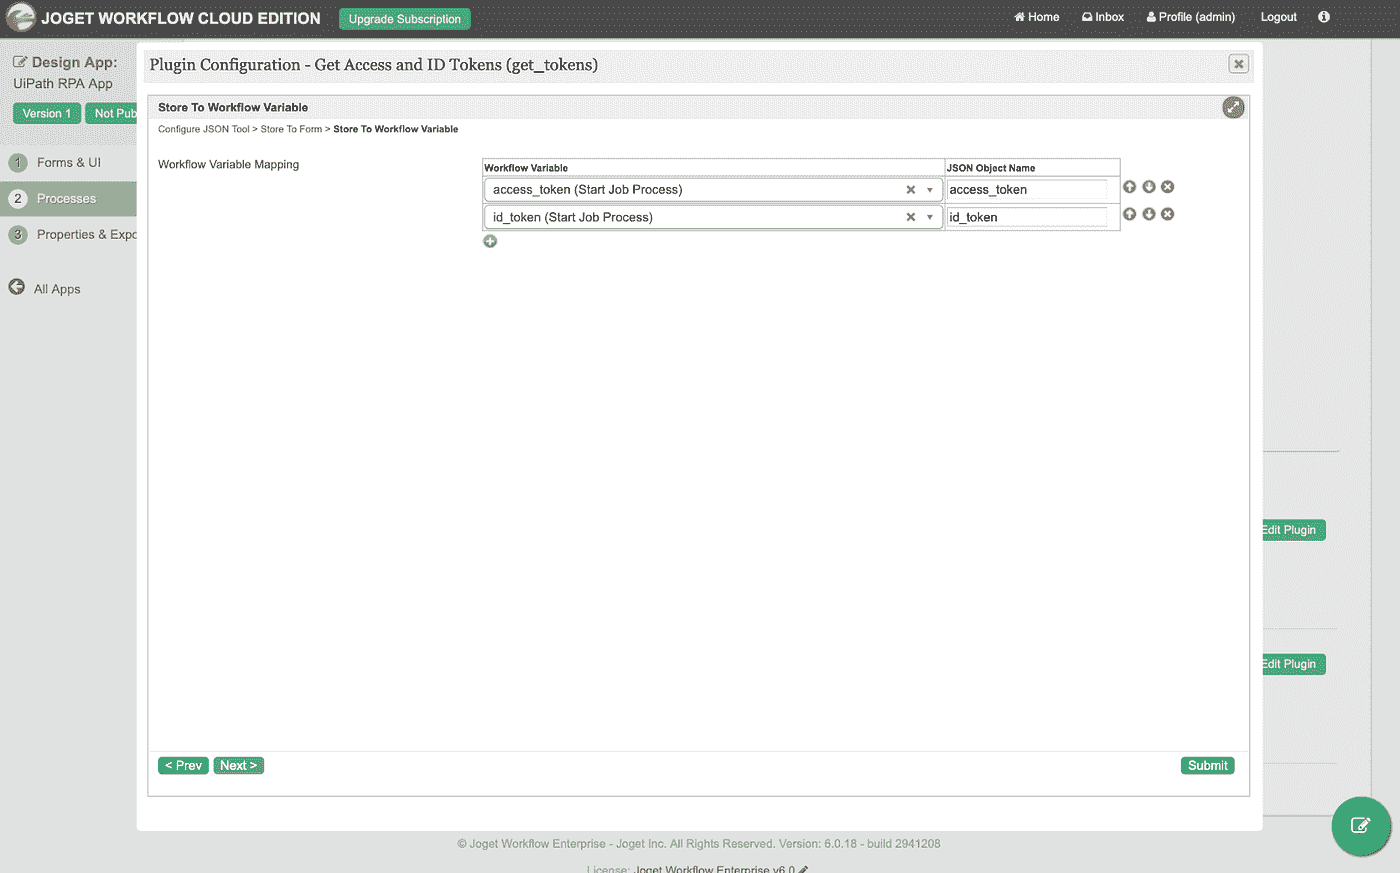 JOGET WORKFLOW CLOUD EDITION
Upgrade Subscription
Home
Inbox
Profile (admin)
Logout
Design App:
UiPath RPA App
Version 1
Not Pub
1 Forms & UI
2 Processes
3 Properties & Expo
All Apps
Plugin Configuration - Get Access and ID Tokens (get_tokens)
Store To Workflow Variable
Configure JSON Tool > Store To Form > Store To Workflow Variable
Workflow Variable Mapping
Workflow Variable JSON Object Name
access_token (Start Job Process) access_token
id_token (Start Job Process) id_token
Edit Plugin
Edit Plugin
< Prev
Next >
Submit
© Joget Workflow Enterprise - Joget Inc. All Rights Reserved. Version: 6.0.18 - build 2941208
License: Joget Workflow Enterprise v6.0